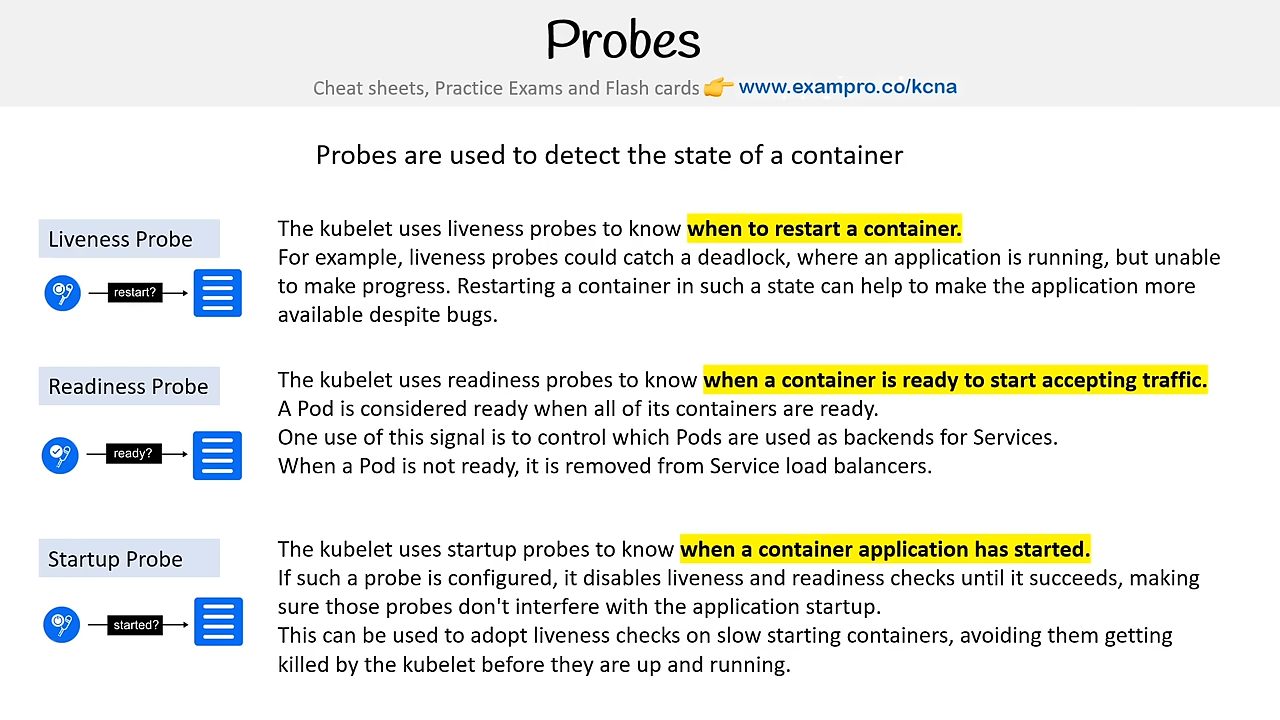 Probes
Cheat sheets, Practice Exams and Flash cards 👉 www.exampro.co/kcna
Probes are used to detect the state of a container
Liveness Probe
restart?
The kubelet uses liveness probes to know when to restart a container.
For example, liveness probes could catch a deadlock, where an application is running, but unable
to make progress. Restarting a container in such a state can help to make the application more
available despite bugs.
Readiness Probe
ready?
The kubelet uses readiness probes to know when a container is ready to start accepting traffic.
A Pod is considered ready when all of its containers are ready.
One use of this signal is to control which Pods are used as backends for Services.
When a Pod is not ready, it is removed from Service load balancers.
Startup Probe
started?
The kubelet uses startup probes to know when a container application has started.
If such a probe is configured, it disables liveness and readiness checks until it succeeds, making
sure those probes don't interfere with the application startup.
This can be used to adopt liveness checks on slow starting containers, avoiding them getting
killed by the kubelet before they are up and running.